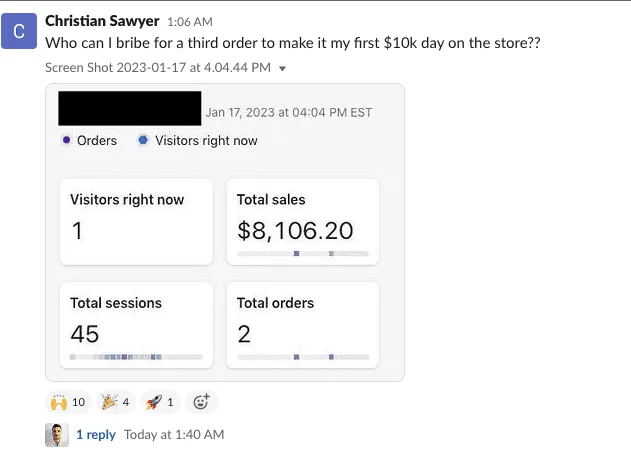 C
Christian Sawyer 1:06 AM
Who can I bribe for a third order to make it my first $10k day on the store??
Screen Shot 2023-01-17 at 4.04.44 PM
Jan 17, 2023 at 04:04 PM EST
Orders Visitors right now
Visitors right now
1
Total sales
$8,106.20
Total sessions
45
Total orders
2
10 4 1
1 reply Today at 1:40 AM